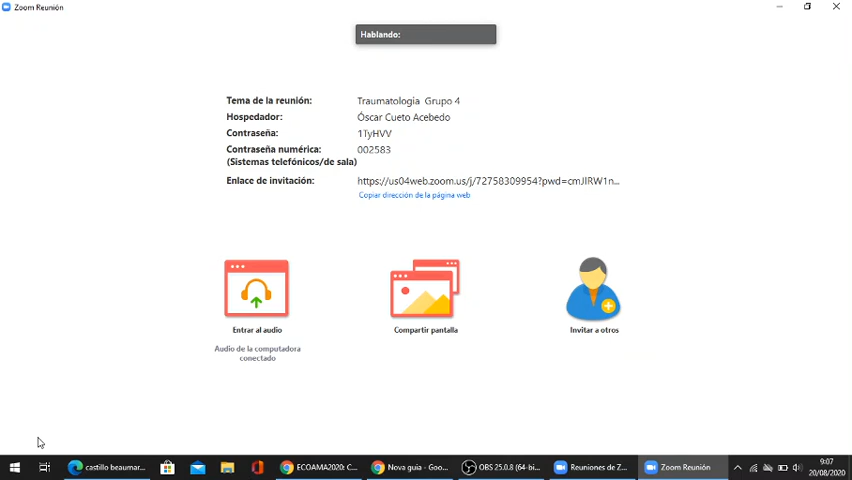 Zoom Reunión
Hablando:
Tema de la reunión: Traumatología Grupo 4
Hospedador: Óscar Cueto Acebedo
Contraseña: 1TyHVV
Contraseña numérica: 002583
(Sistemas telefónicos/de sala)
Enlace de invitación: https://us04web.zoom.us/j/72758309954?pwd=cmJlRW1n...
Copiar dirección de la página web
Entrar al audio
Compartir pantalla
Invitar a otros
Audio de la computadora
conectado
castillo beaumar...
ECOAMA2020: C...
Nova guia - Goo...
OBS 25.0.8 (64-bi...
Reuniones de Z...
Zoom Reunión
9:07
20/08/2020